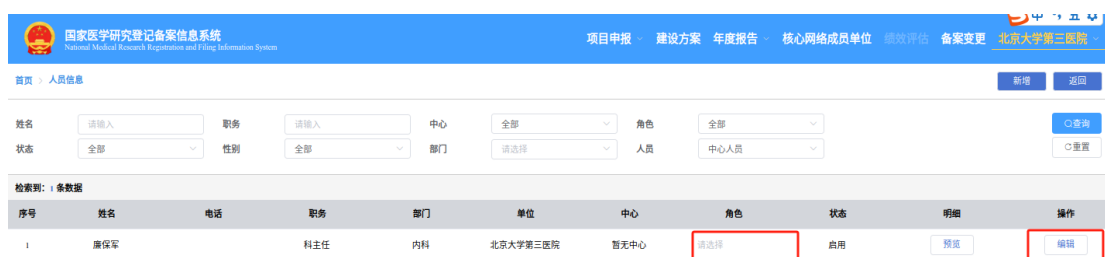 国家医学研究登记备案信息系统
National Medical Research Registration and Filing Information System
项目申报 建设方案 年度报告 核心网络成员单位 绩效评估 备案变更 北京大学第三医院
首页 > 人员信息 新增 返回
姓名 请输入 职务 请输入 中心 全部 角色 全部 查询
状态 全部 性别 全部 部门 请选择 人员 中心人员 重置
检索到：1 条数据
序号 姓名 电话 职务 部门 单位 中心 角色 状态 明细 操作
1 廉保军 科主任 内科 北京大学第三医院 暂无中心 请选择 启用 预览 编辑